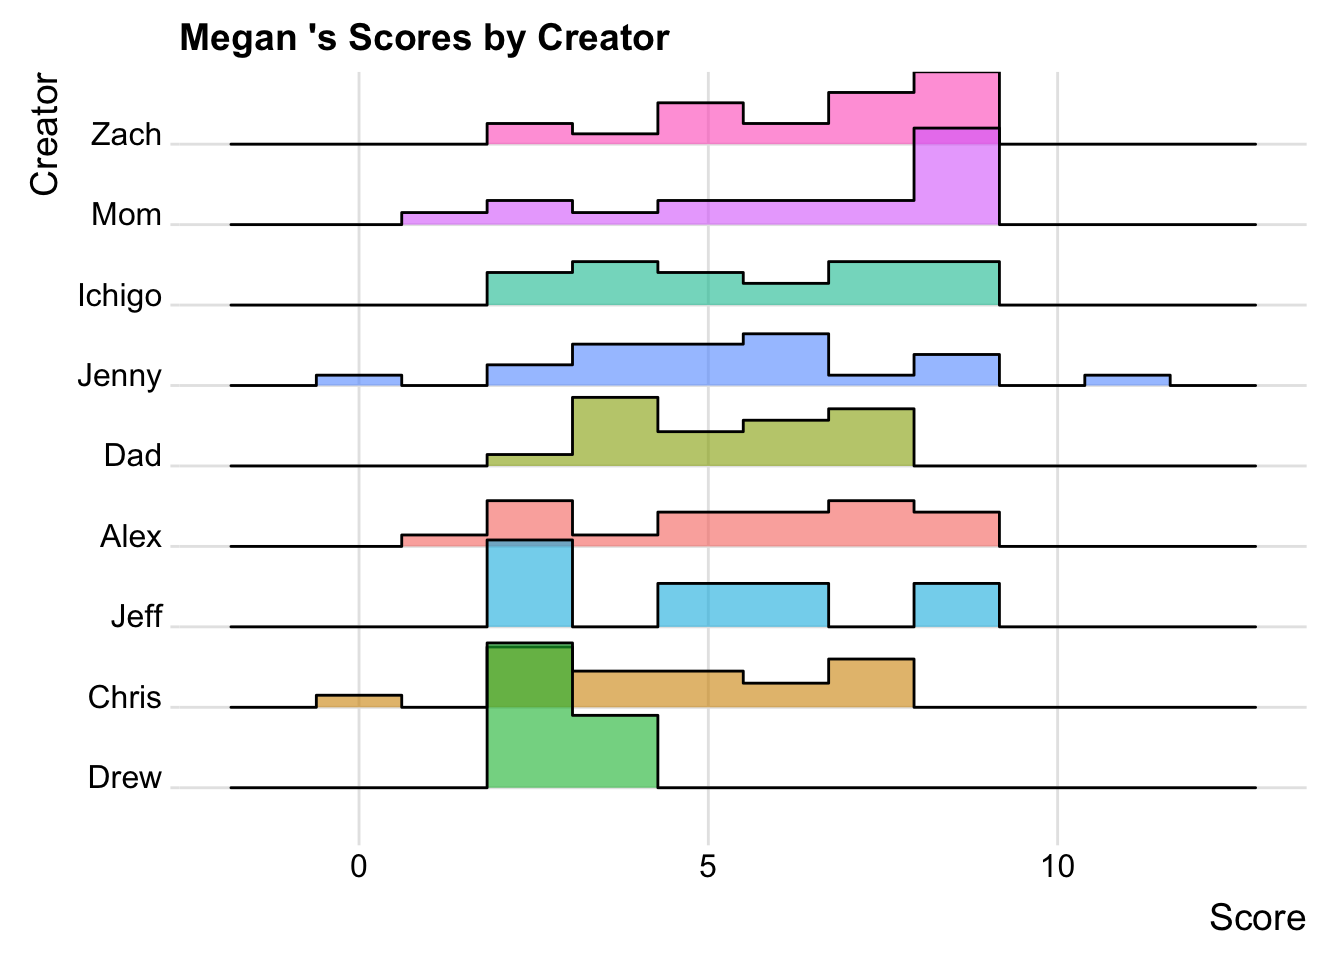 Megan 's Scores by Creator
Creator
Zach
Mom
Ichigo
Jenny
Dad
Alex
Jeff
Chris
Drew
0 5 10
Score